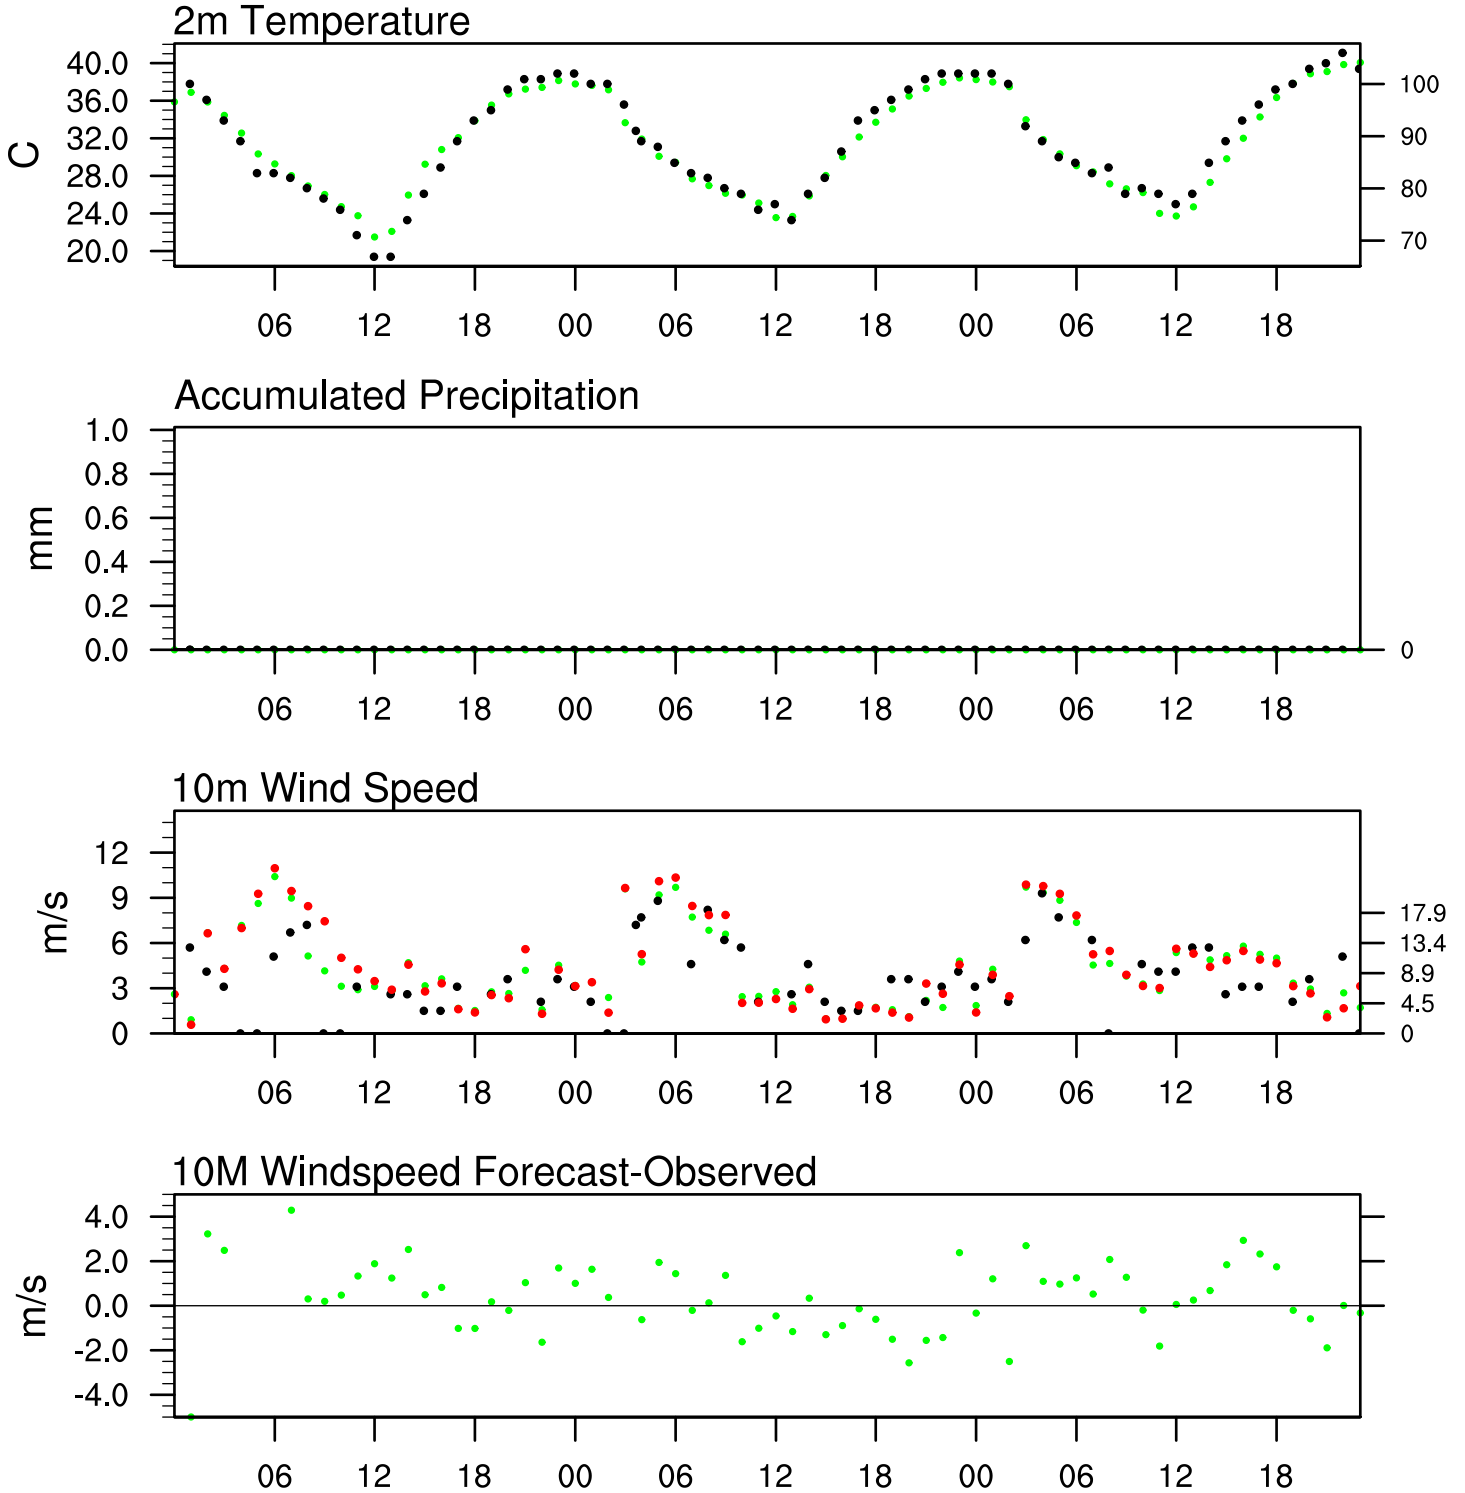 2m Temperature
40.0
36.0
32.0
28.0
24.0
20.0
C
100
90
80
70
06 12 18 00 06 12 18 00 06 12 18
Accumulated Precipitation
1.0
0.8
0.6
0.4
0.2
0.0
mm
0
06 12 18 00 06 12 18 00 06 12 18
10m Wind Speed
12
9
6
3
0
m/s
17.9
13.4
8.9
4.5
0
06 12 18 00 06 12 18 00 06 12 18
10M Windspeed Forecast-Observed
4.0
2.0
0.0
-2.0
-4.0
m/s
06 12 18 00 06 12 18 00 06 12 18